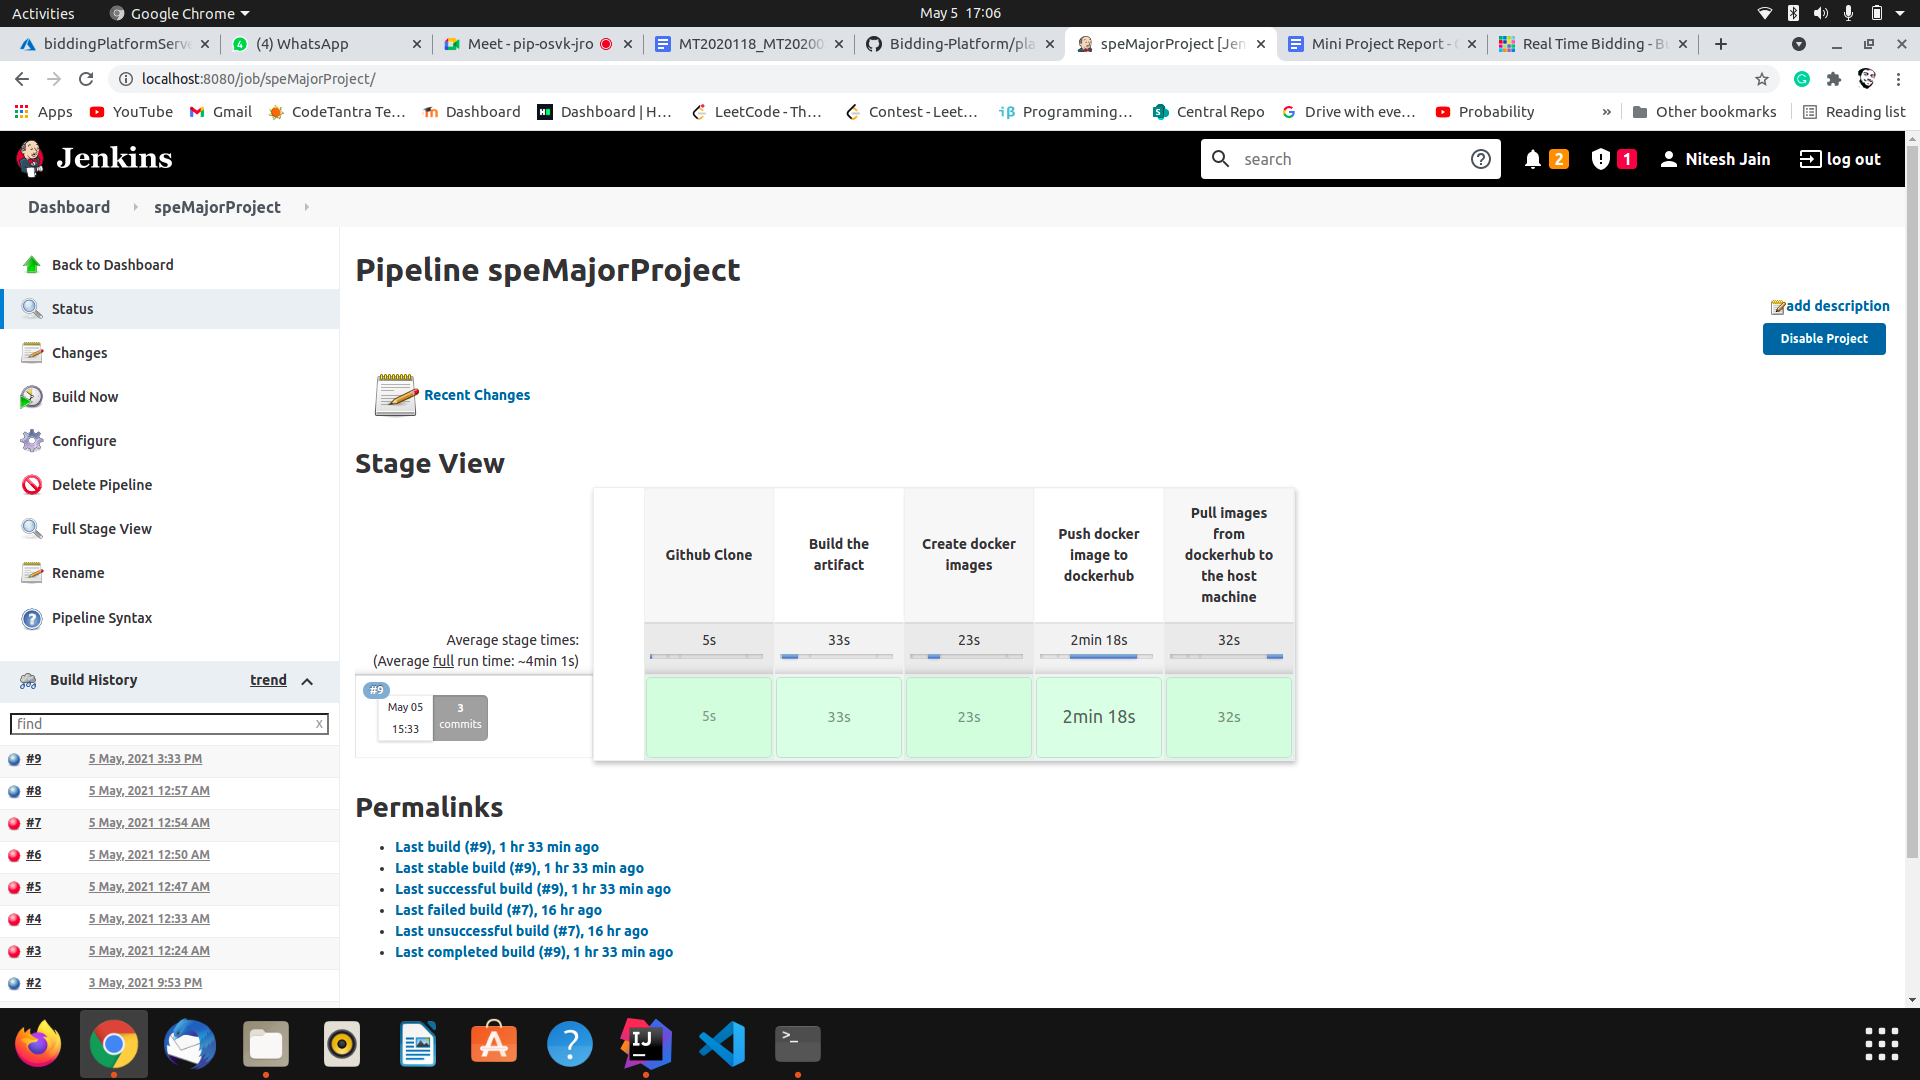 Activities
Google Chrome
May 5 17:06
biddingPlatformServe
(4) WhatsApp
Meet - pip-osvk-jro
MT2020118_MT20200
Bidding-Platform/pla
speMajorProject [Jen
Mini Project Report -
Real Time Bidding - B
localhost:8080/job/speMajorProject/
Apps
YouTube
Gmail
CodeTantra Te...
Dashboard
Dashboard | H...
LeetCode - Th...
Contest - Leet...
Programming...
Central Repo
Drive with eve...
Probability
»
Other bookmarks
Reading list
Jenkins
search
2
1
Nitesh Jain
log out
Dashboard
speMajorProject
Back to Dashboard
Status
Changes
Build Now
Configure
Delete Pipeline
Full Stage View
Rename
Pipeline Syntax
Build History
trend
find
x
#9 5 May, 2021 3:33 PM
#8 5 May, 2021 12:57 AM
#7 5 May, 2021 12:54 AM
#6 5 May, 2021 12:50 AM
#5 5 May, 2021 12:47 AM
#4 5 May, 2021 12:33 AM
#3 5 May, 2021 12:24 AM
#2 3 May, 2021 9:53 PM
Pipeline speMajorProject
add description
Disable Project
Recent Changes
Stage View
Github Clone
Build the
artifact
Create docker
images
Push docker
image to
dockerhub
Pull images
from
dockerhub to
the host
machine
Average stage times:
(Average full run time: ~4min 1s)
5s
33s
23s
2min 18s
32s
#9
May 05
15:33
3
commits
5s
33s
23s
2min 18s
32s
Permalinks
Last build (#9), 1 hr 33 min ago
Last stable build (#9), 1 hr 33 min ago
Last successful build (#9), 1 hr 33 min ago
Last failed build (#7), 16 hr ago
Last unsuccessful build (#7), 16 hr ago
Last completed build (#9), 1 hr 33 min ago